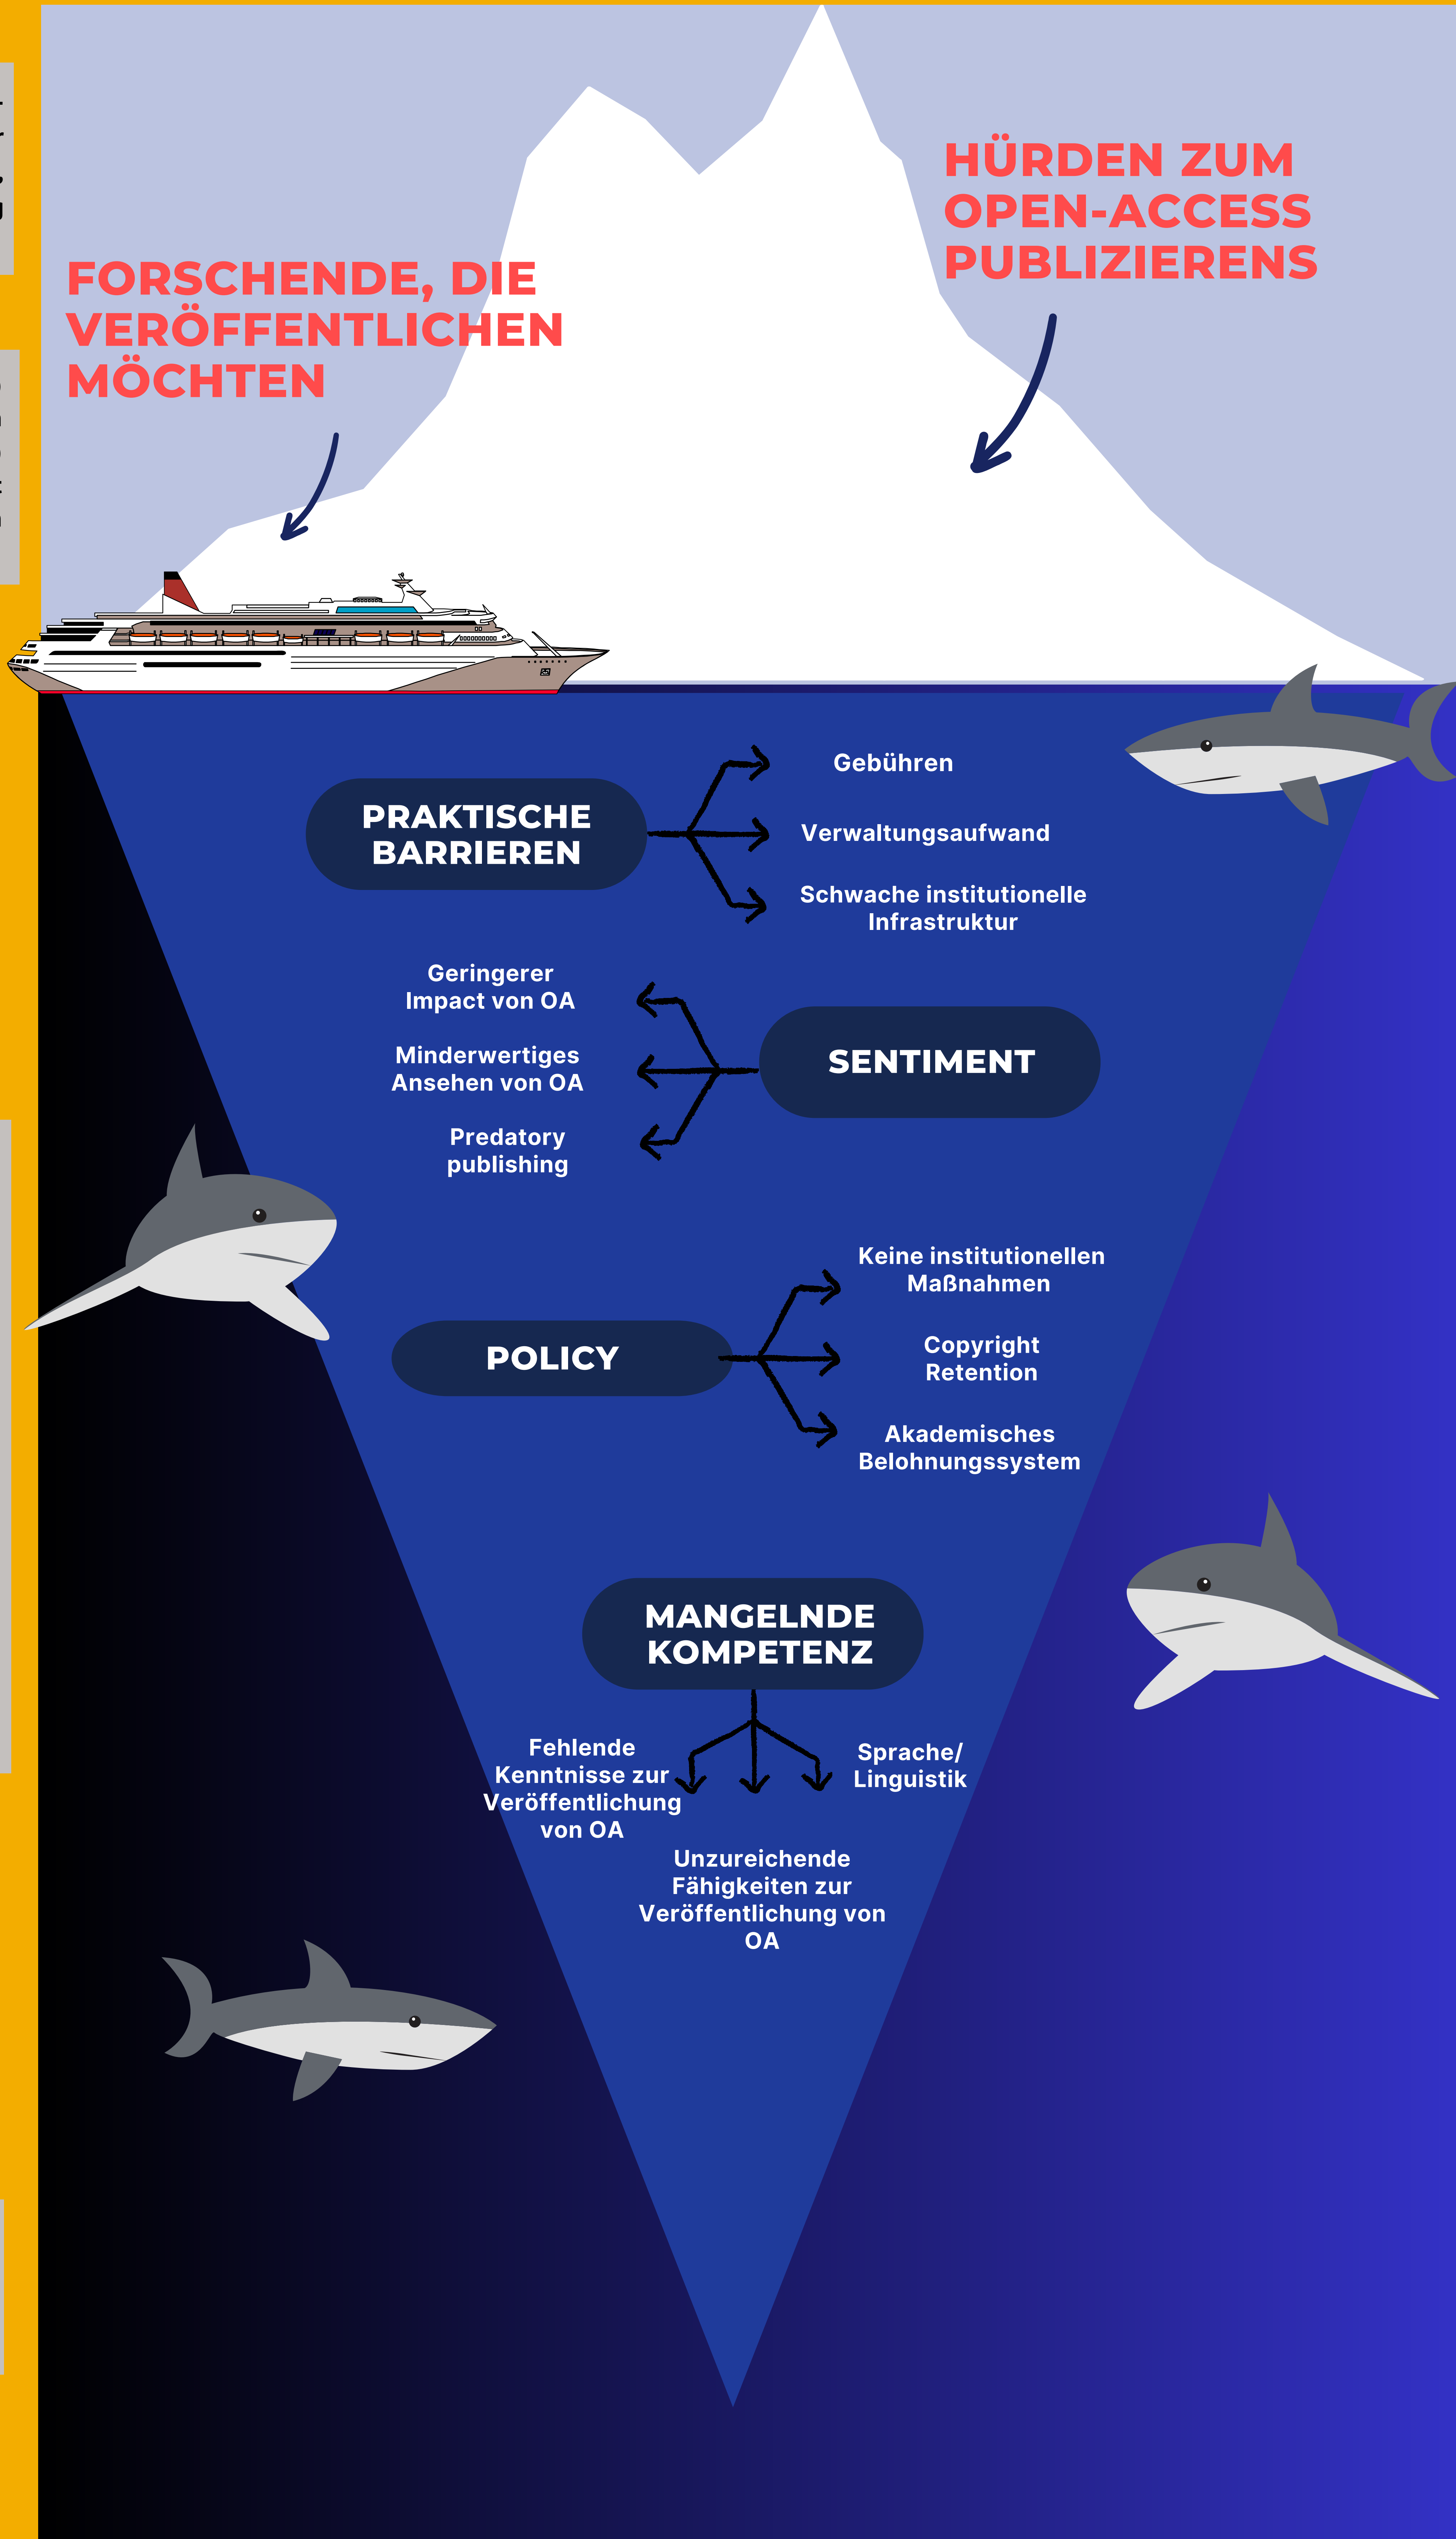 HÜRDEN ZUM
OPEN-ACCESS
PUBLIZIERENS
FORSCHENDE, DIE
VERÖFFENTLICHEN
MÖCHTEN
PRAKTISCHE
BARRIEREN
Gebühren
Verwaltungsaufwand
Schwache institutionelle
Infrastruktur
SENTIMENT
Geringerer
Impact von OA
Minderwertiges
Ansehen von OA
Predatory
publishing
POLICY
Keine institutionellen
Maßnahmen
Copyright
Retention
Akademisches
Belohnungssystem
MANGELNDE
KOMPETENZ
Fehlende
Kenntnisse zur
Veröffentlichung
von OA
Unzureichende
Fähigkeiten zur
Veröffentlichung von
OA
Sprache/
Linguistik